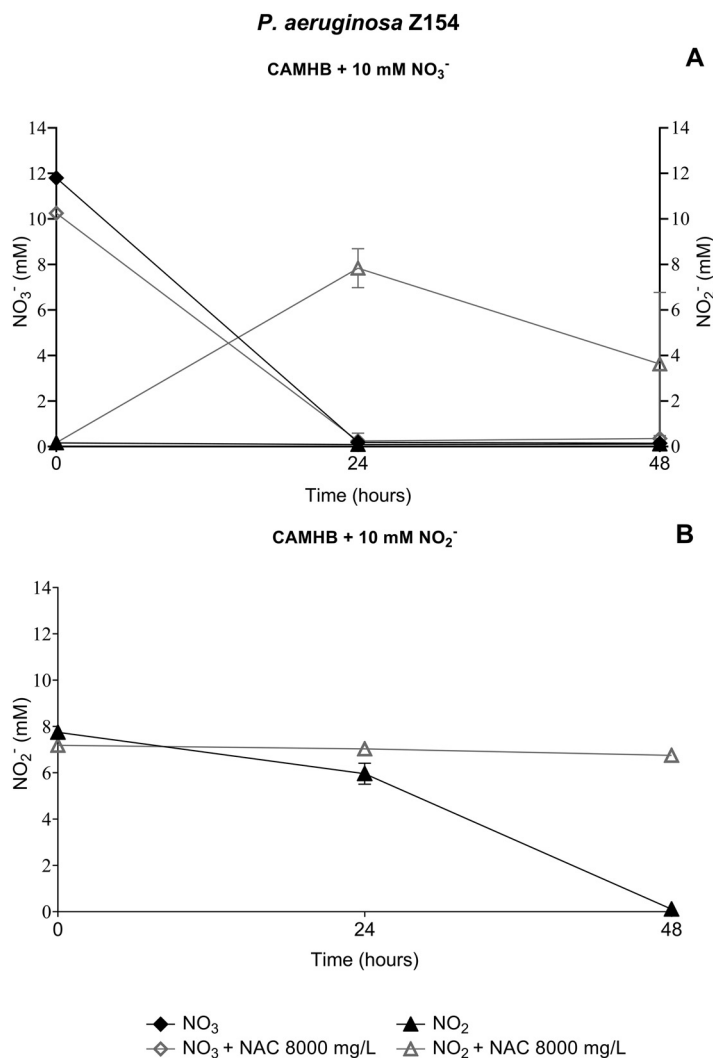 P. aeruginosa Z154
CAMHB + 10 mM NO₃⁻
A
14 14
12 12
10 10
8 8
6 6
4 4
2 2
0 0
NO₃⁻ (mM)
NO₂⁻ (mM)
0 24 48
Time (hours)
CAMHB + 10 mM NO₂⁻
B
14
12
10
8
6
4
2
0
NO₂⁻ (mM)
0 24 48
Time (hours)
NO₃ NO₂
NO₃ + NAC 8000 mg/L NO₂ + NAC 8000 mg/L